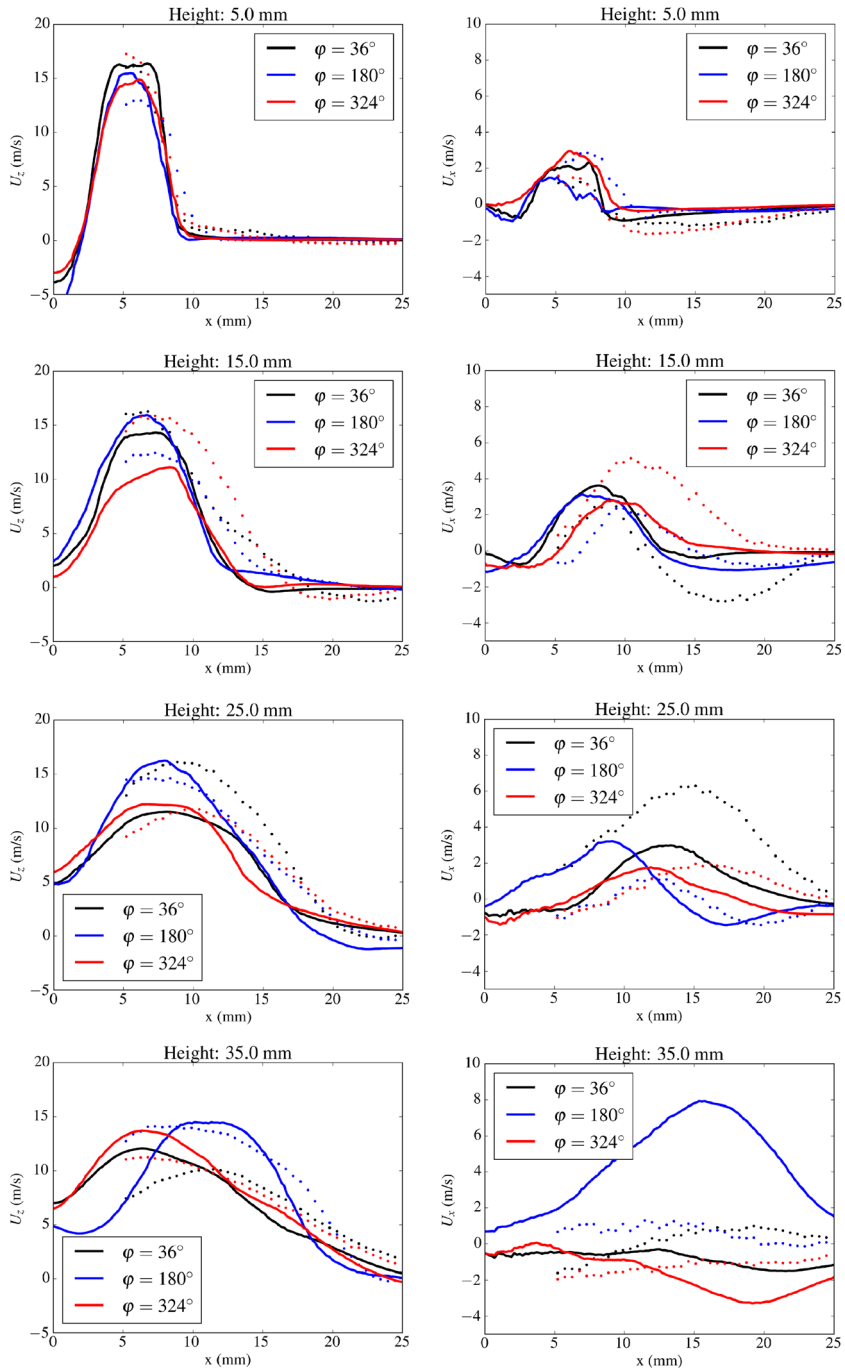 Height: 5.0 mm
20
15
10
5
0
−5
0
5
10
15
20
25
U_z (m/s)
x (mm)
φ = 36°
φ = 180°
φ = 324°
Height: 5.0 mm
10
8
6
4
2
0
−2
−4
0
5
10
15
20
25
U_x (m/s)
x (mm)
φ = 36°
φ = 180°
φ = 324°
Height: 15.0 mm
20
15
10
5
0
−5
0
5
10
15
20
25
U_z (m/s)
x (mm)
φ = 36°
φ = 180°
φ = 324°
Height: 15.0 mm
10
8
6
4
2
0
−2
−4
0
5
10
15
20
25
U_x (m/s)
x (mm)
φ = 36°
φ = 180°
φ = 324°
Height: 25.0 mm
20
15
10
5
0
−5
0
5
10
15
20
25
U_z (m/s)
x (mm)
φ = 36°
φ = 180°
φ = 324°
Height: 25.0 mm
10
8
6
4
2
0
−2
−4
0
5
10
15
20
25
U_x (m/s)
x (mm)
φ = 36°
φ = 180°
φ = 324°
Height: 35.0 mm
20
15
10
5
0
−5
0
5
10
15
20
25
U_z (m/s)
x (mm)
φ = 36°
φ = 180°
φ = 324°
Height: 35.0 mm
10
8
6
4
2
0
−2
−4
0
5
10
15
20
25
U_x (m/s)
x (mm)
φ = 36°
φ = 180°
φ = 324°